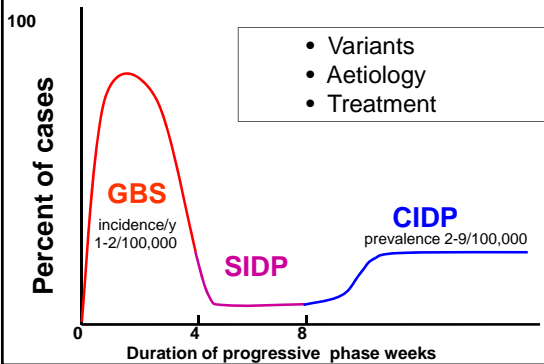 100
• Variants
• Aetiology
• Treatment
Percent of cases
GBS
incidence/y
1-2/100,000
SIDP
CIDP
prevalence 2-9/100,000
0
4
8
Duration of progressive phase weeks